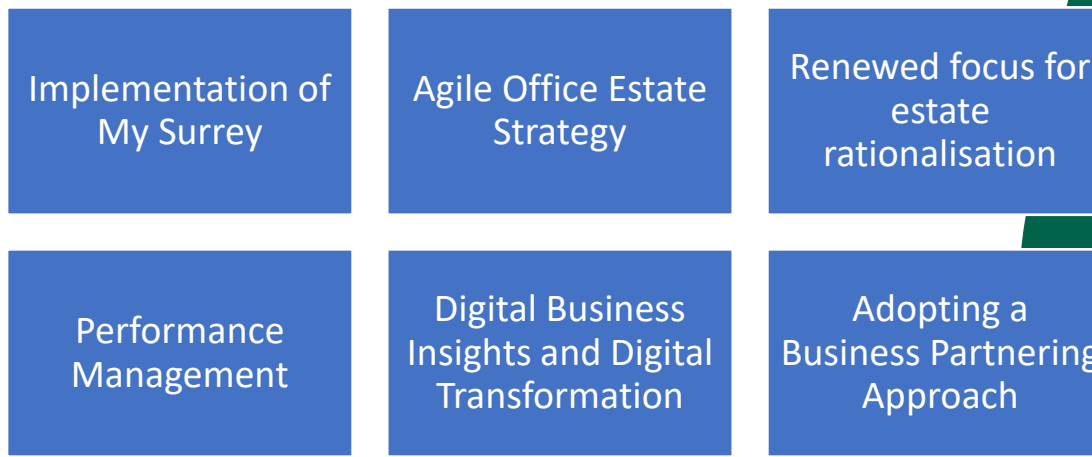 Implementation of
My Surrey
Agile Office Estate
Strategy
Renewed focus for
estate
rationalisation
Performance
Management
Digital Business
Insights and Digital
Transformation
Adopting a
Business Partnering
Approach